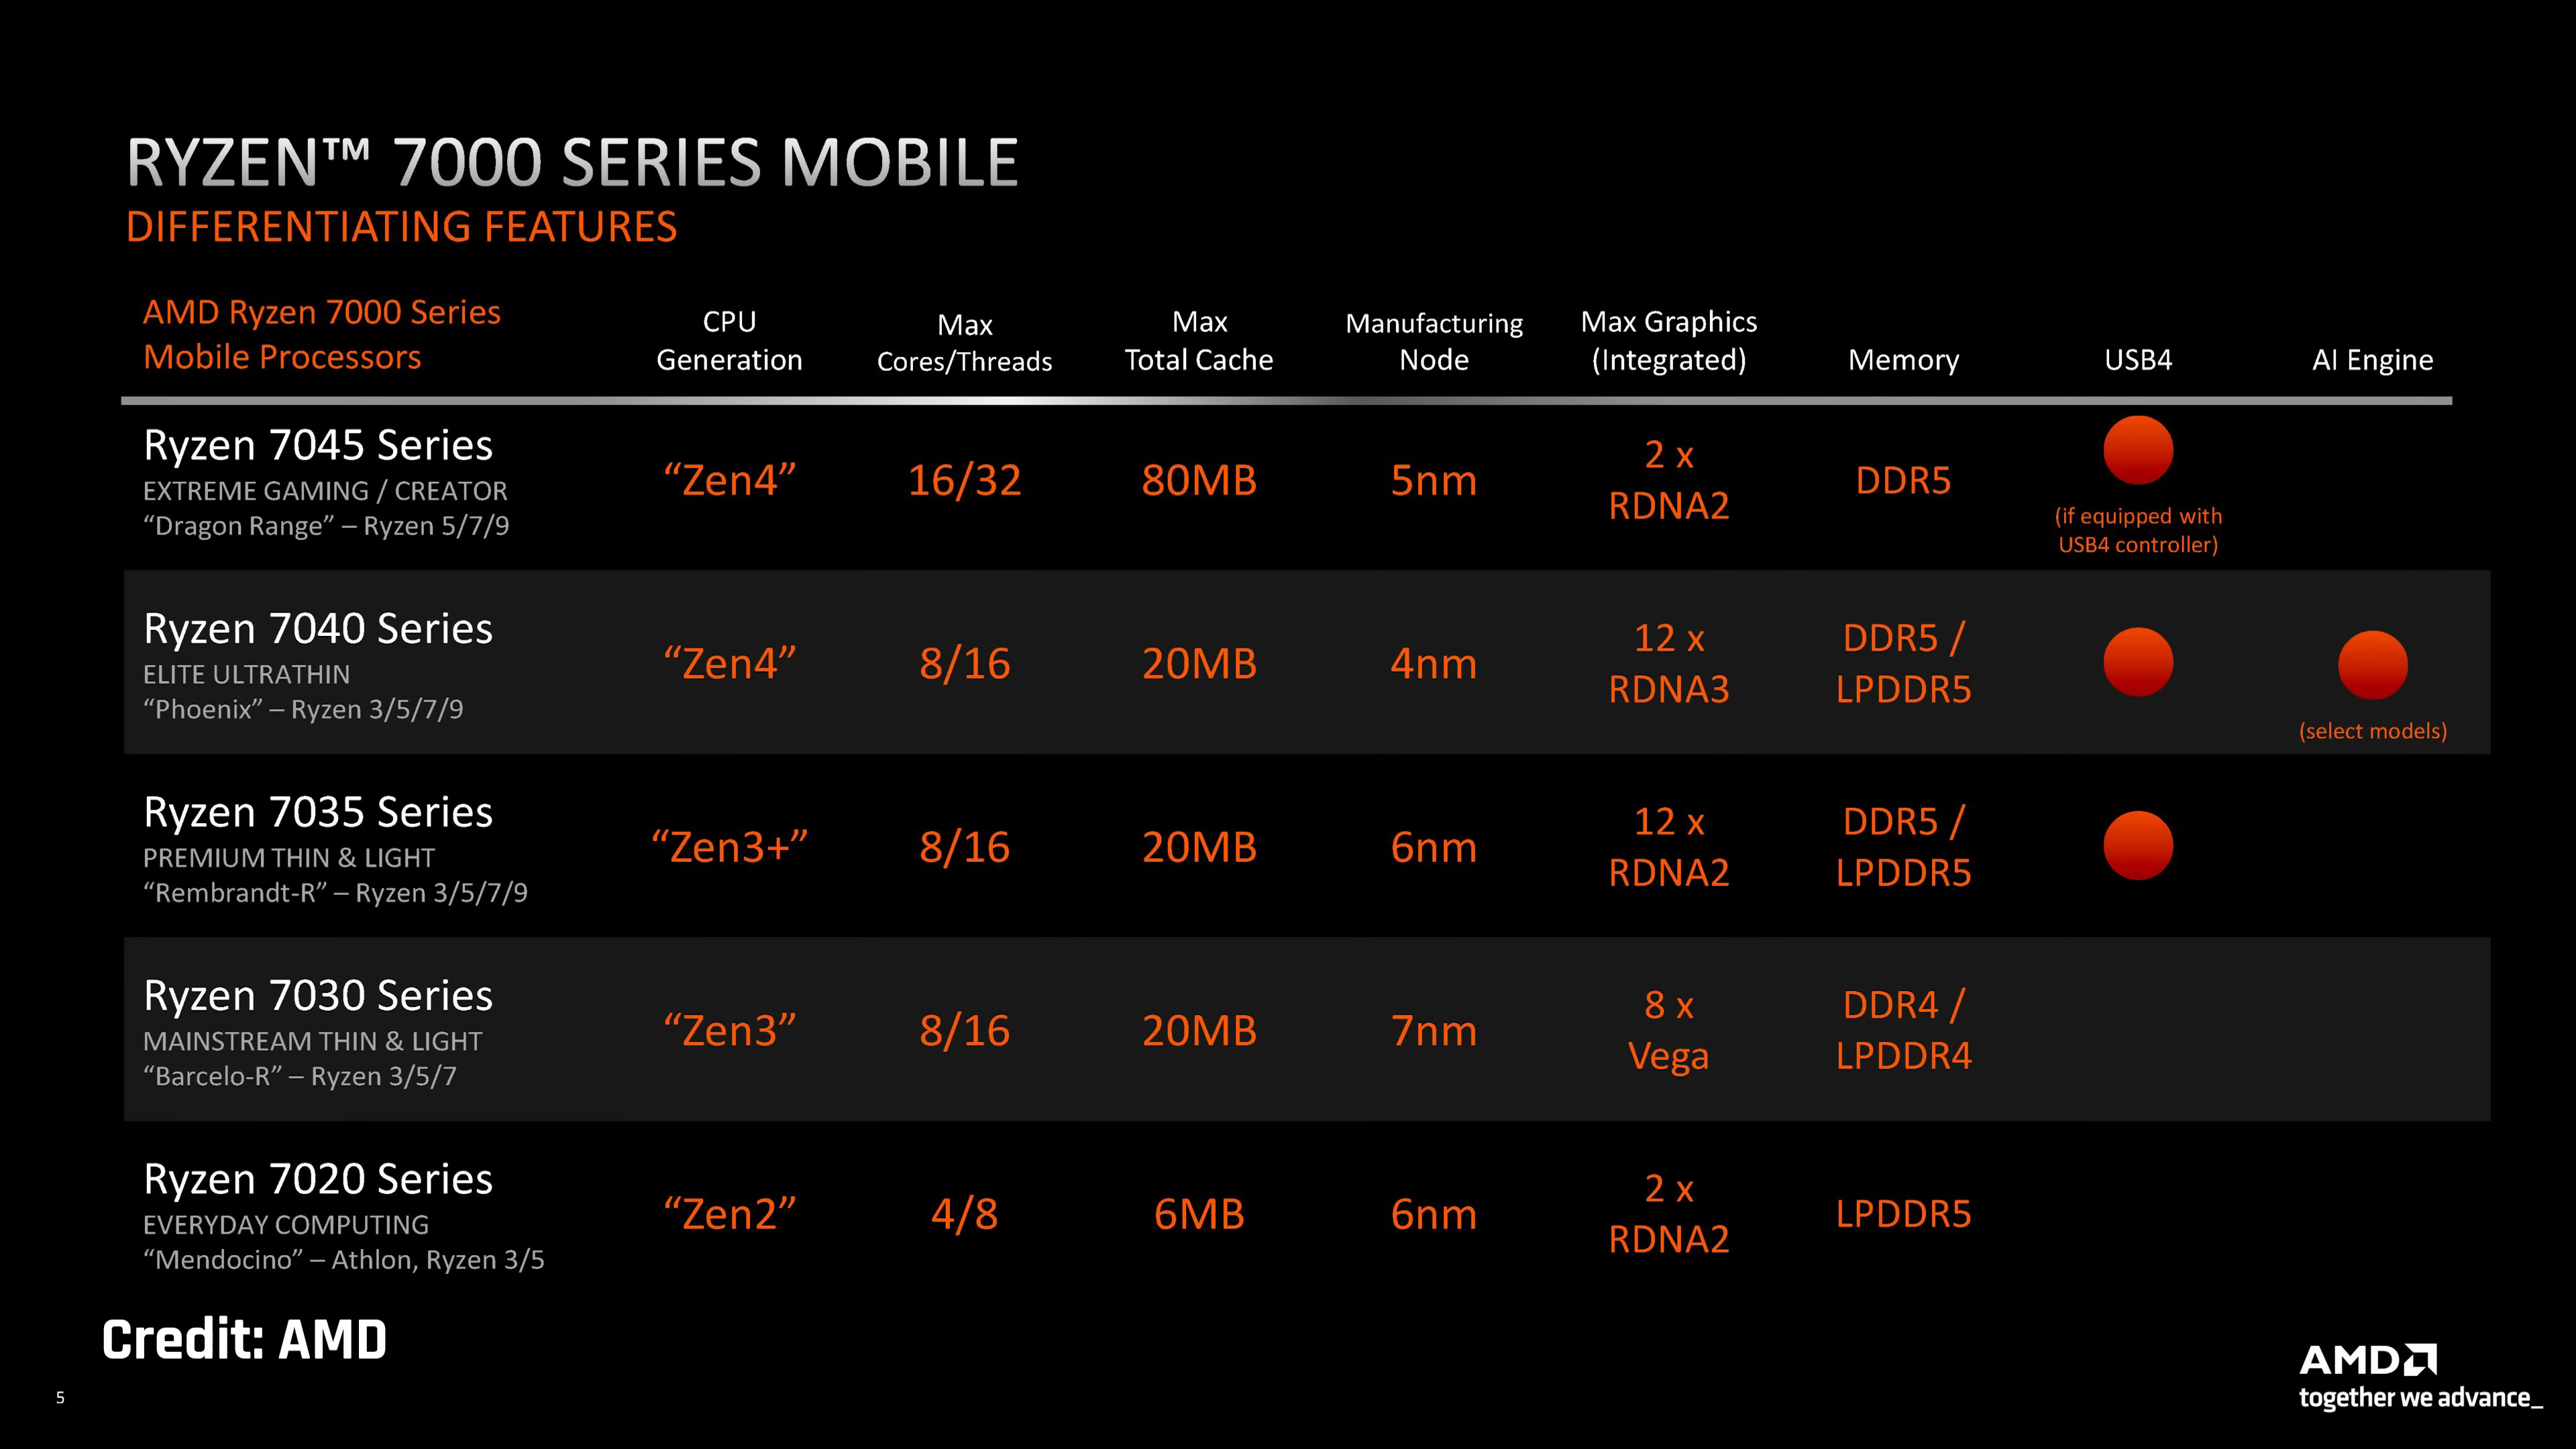 RYZEN™ 7000 SERIES MOBILE
DIFFERENTIATING FEATURES
AMD Ryzen 7000 Series
Mobile Processors
CPU
Generation
Max
Cores/Threads
Max
Total Cache
Manufacturing
Node
Max Graphics
(Integrated)
Memory
USB4
AI Engine
Ryzen 7045 Series
EXTREME GAMING / CREATOR
“Dragon Range” – Ryzen 5/7/9
“Zen4”
16/32
80MB
5nm
2 x
RDNA2
DDR5
(if equipped with
USB4 controller)
Ryzen 7040 Series
ELITE ULTRATHIN
“Phoenix” – Ryzen 3/5/7/9
“Zen4”
8/16
20MB
4nm
12 x
RDNA3
DDR5 /
LPDDR5
(select models)
Ryzen 7035 Series
PREMIUM THIN & LIGHT
“Rembrandt-R” – Ryzen 3/5/7/9
“Zen3+”
8/16
20MB
6nm
12 x
RDNA2
DDR5 /
LPDDR5
Ryzen 7030 Series
MAINSTREAM THIN & LIGHT
“Barcelo-R” – Ryzen 3/5/7
“Zen3”
8/16
20MB
7nm
8 x
Vega
DDR4 /
LPDDR4
Ryzen 7020 Series
EVERYDAY COMPUTING
“Mendocino” – Athlon, Ryzen 3/5
“Zen2”
4/8
6MB
6nm
2 x
RDNA2
LPDDR5
Credit: AMD
5
AMD
together we advance_